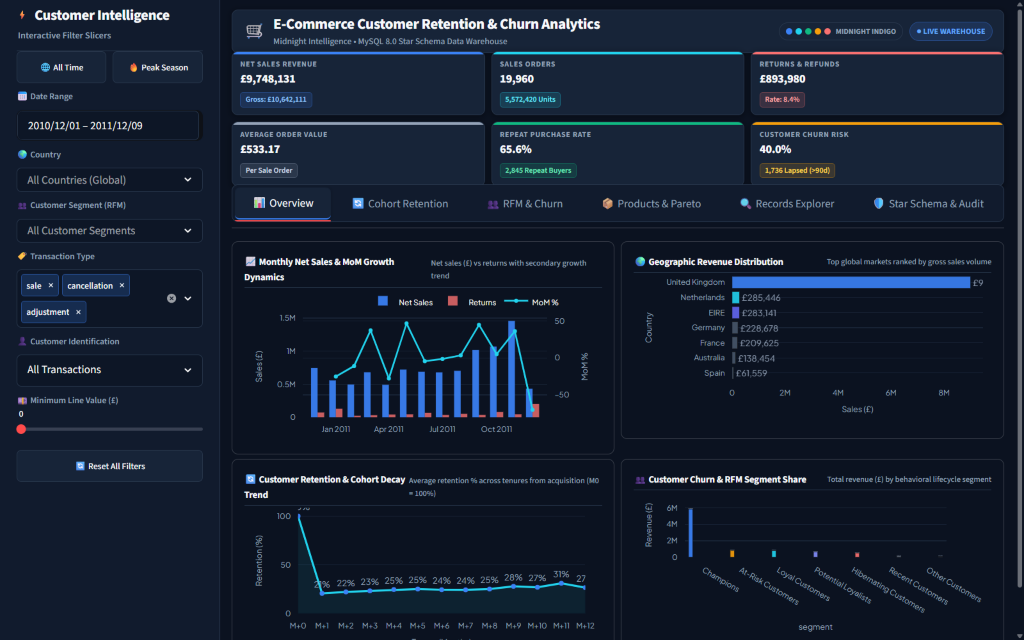 Customer Intelligence
Interactive Filter Slicers
All Time
Peak Season
Date Range
2010/12/01 – 2011/12/09
Country
All Countries (Global)
Customer Segment (RFM)
All Customer Segments
Transaction Type
sale ×
cancellation ×
adjustment ×
Customer Identification
All Transactions
Minimum Line Value (£)
0
Reset All Filters
E-Commerce Customer Retention & Churn Analytics
Midnight Intelligence • MySQL 8.0 Star Schema Data Warehouse
MIDNIGHT INDIGO
LIVE WAREHOUSE
NET SALES REVENUE
£9,748,131
Gross: £10,642,111
SALES ORDERS
19,960
5,572,420 Units
RETURNS & REFUNDS
£893,980
Rate: 8.4%
AVERAGE ORDER VALUE
£533.17
Per Sale Order
REPEAT PURCHASE RATE
65.6%
2,845 Repeat Buyers
CUSTOMER CHURN RISK
40.0%
1,736 Lapsed (>90d)
Overview
Cohort Retention
RFM & Churn
Products & Pareto
Records Explorer
Star Schema & Audit
Monthly Net Sales & MoM Growth
Dynamics
Net sales (£) vs returns with secondary growth
trend
Net Sales
Returns
MoM %
1.5M
1M
0.5M
0
Sales (£)
50
0
−50
MoM %
Jan 2011
Apr 2011
Jul 2011
Oct 2011
Geographic Revenue Distribution
Top global markets ranked by gross sales volume
Country
United Kingdom £9
Netherlands £285,446
EIRE £283,141
Germany £228,678
France £209,625
Australia £138,454
Spain £61,559
0
2M
4M
6M
8M
Sales (£)
Customer Retention & Cohort Decay
Trend
Average retention % across tenures from acquisition (M0
= 100%)
Retention (%)
100
50
0
22% 23% 25% 25% 24% 24% 25% 28% 27% 31% 27
M+0 M+1 M+2 M+3 M+4 M+5 M+6 M+7 M+8 M+9 M+10 M+11 M+12
Customer Churn & RFM Segment Share
Total revenue (£) by behavioral lifecycle segment
Revenue (£)
6M
4M
2M
0
Champions
At-Risk Customers
Loyal Customers
Potential Loyalists
Hibernating Customers
Recent Customers
Other Customers
segment